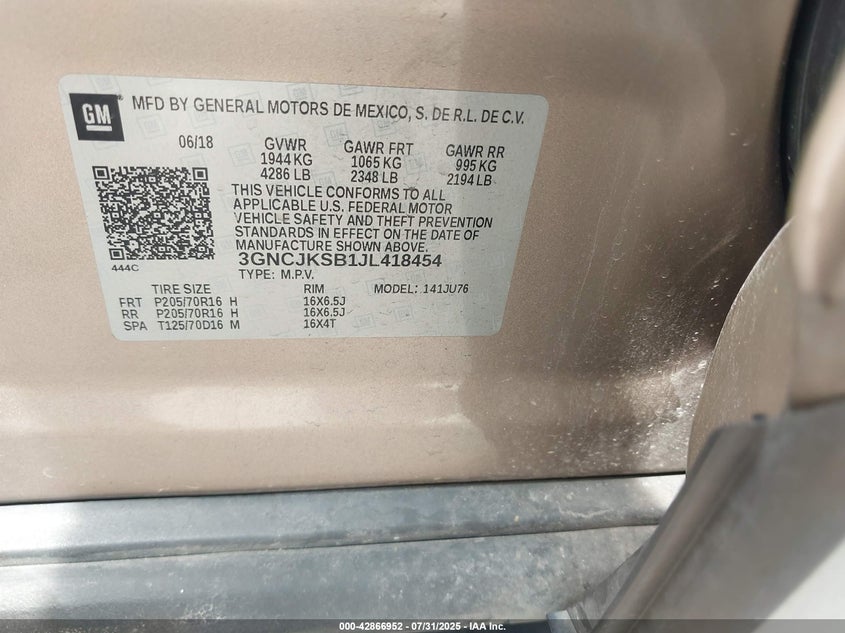 GM
MFD BY GENERAL MOTORS DE MEXICO, S. DE R.L. DE C.V.
06/18 GVWR GAWR FRT GAWR RR
1944 KG 1065 KG 995 KG
4286 LB 2348 LB 2194 LB
THIS VEHICLE CONFORMS TO ALL
APPLICABLE U.S. FEDERAL MOTOR
VEHICLE SAFETY AND THEFT PREVENTION
STANDARDS IN EFFECT ON THE DATE OF
MANUFACTURE SHOWN ABOVE.
444C 3GNCJKSB1JL418454
TYPE: M.P.V.
TIRE SIZE RIM MODEL: 141JU76
FRT P205/70R16 H 16X6.5J
RR P205/70R16 H 16X6.5J
SPA T125/70D16 M 16X4T
000-42866952 / 07/31/2025 - IAA Inc.